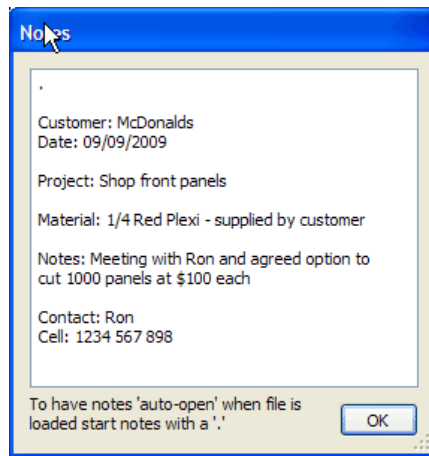 Notes
.
Customer: McDonalds
Date: 09/09/2009
Project: Shop front panels
Material: 1/4 Red Plexi - supplied by customer
Notes: Meeting with Ron and agreed option to
cut 1000 panels at $100 each
Contact: Ron
Cell: 1234 567 898
To have notes 'auto-open' when file is
loaded start notes with a '.'
OK